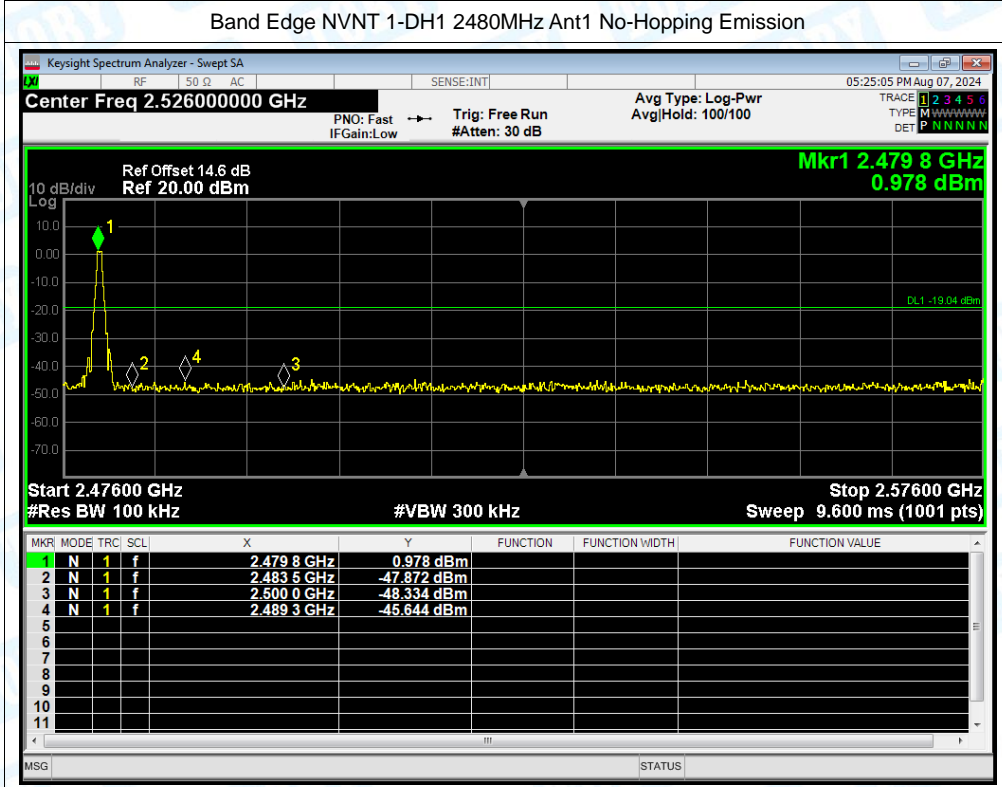 Band Edge NVNT 1-DH1 2480MHz Ant1 No-Hopping Emission
Keysight Spectrum Analyzer - Swept SA
LXI RF 50 Ω AC SENSE:INT 05:25:05 PM Aug 07, 2024
Center Freq 2.526000000 GHz
PNO: Fast
IFGain:Low
Trig: Free Run
#Atten: 30 dB
Avg Type: Log-Pwr
Avg|Hold: 100/100
TRACE 1 2 3 4 5 6
TYPE M WWWWW
DET P N N N N N
Mkr1 2.479 8 GHz
0.978 dBm
Ref Offset 14.6 dB
10 dB/div Ref 20.00 dBm
Log
10.0
0.00
-10.0
-20.0
-30.0
-40.0
-50.0
-60.0
-70.0
1
2
4
3
DL1 -19.04 dBm
Start 2.47600 GHz Stop 2.57600 GHz
#Res BW 100 kHz #VBW 300 kHz Sweep 9.600 ms (1001 pts)
MKR MODE TRC SCL X Y FUNCTION FUNCTION WIDTH FUNCTION VALUE
1 N 1 f 2.479 8 GHz 0.978 dBm
2 N 1 f 2.483 5 GHz -47.872 dBm
3 N 1 f 2.500 0 GHz -48.334 dBm
4 N 1 f 2.489 3 GHz -45.644 dBm
5
6
7
8
9
10
11
MSG STATUS